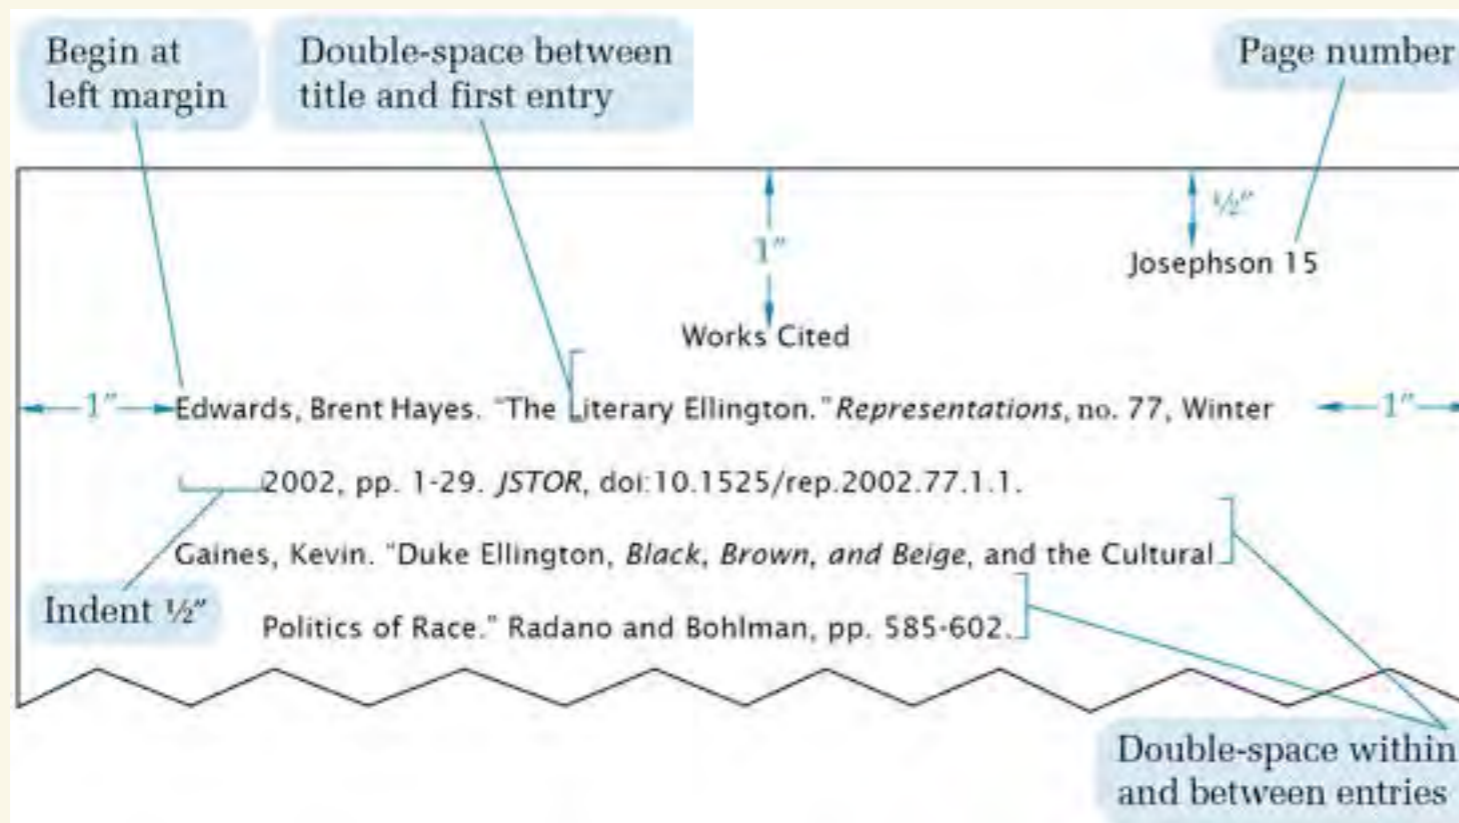 Begin at
left margin
Double-space between
title and first entry
Page number
½"
1"
Josephson 15
Works Cited
1"
Edwards, Brent Hayes. "The Literary Ellington." Representations, no. 77, Winter
1"
2002, pp. 1-29. JSTOR, doi:10.1525/rep.2002.77.1.1.
Gaines, Kevin. "Duke Ellington, Black, Brown, and Beige, and the Cultural
Indent ½"
Politics of Race." Radano and Bohlman, pp. 585-602.
Double-space within
and between entries